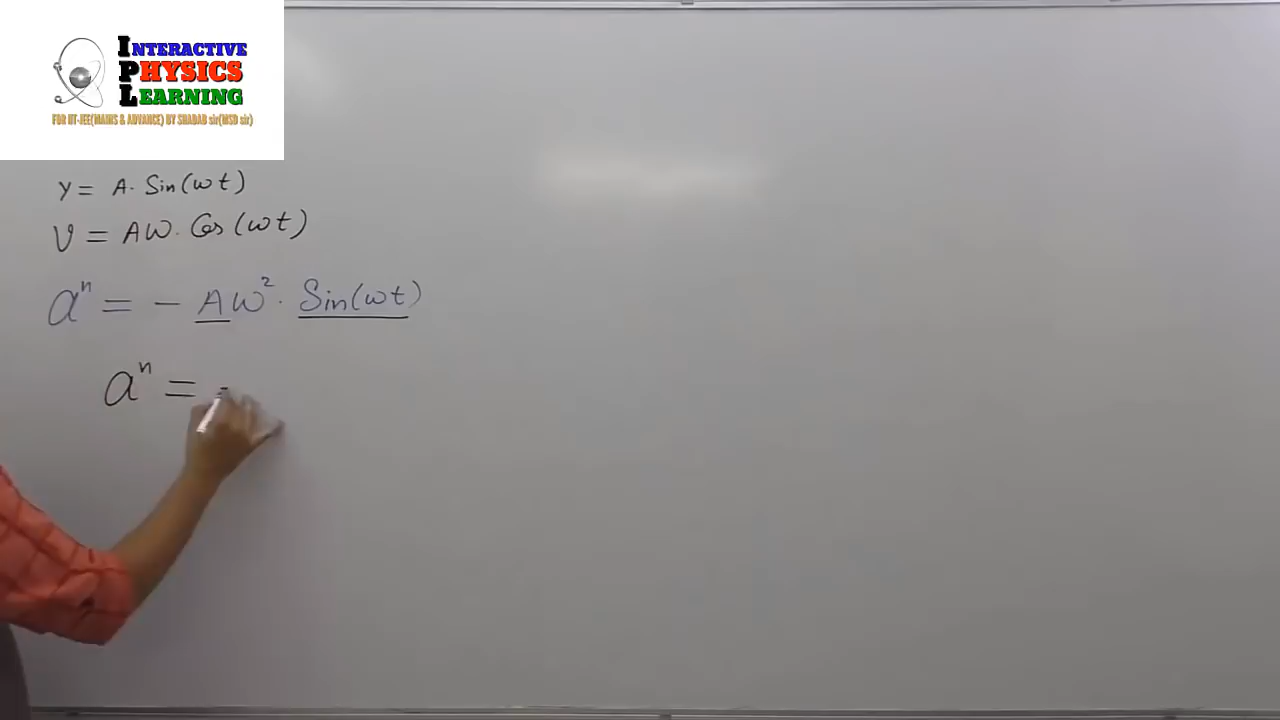 INTERACTIVE
PHYSICS
LEARNING
FOR IIT-JEE(MAINS & ADVANCE) BY SHADAB sir(MSD sir)
Y = A. Sin(ωt)
V = Aω. Cos(ωt)
aⁿ = - Aω². Sin(ωt)
aⁿ = -